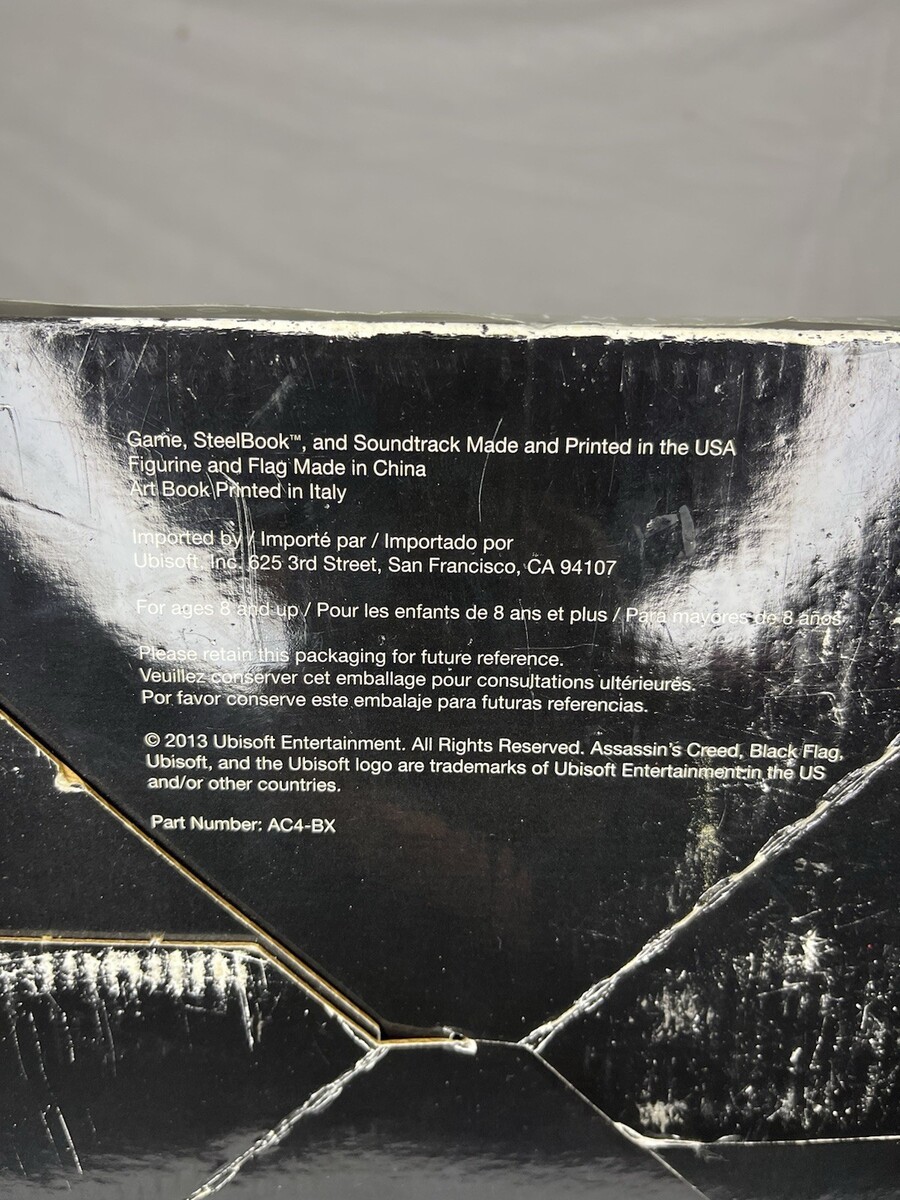 Game, SteelBook™, and Soundtrack Made and Printed in the USA
Figurine and Flag Made in China
Art Book Printed in Italy
Imported by / Importé par / Importado por
Ubisoft, Inc. 625 3rd Street, San Francisco, CA 94107
For ages 8 and up / Pour les enfants de 8 ans et plus / Para mayores de 8 años
Please retain this packaging for future reference.
Veuillez conserver cet emballage pour consultations ultérieures.
Por favor conserve este embalaje para futuras referencias.
© 2013 Ubisoft Entertainment. All Rights Reserved. Assassin's Creed, Black Flag,
Ubisoft, and the Ubisoft logo are trademarks of Ubisoft Entertainment in the US
and/or other countries.
Part Number: AC4-BX